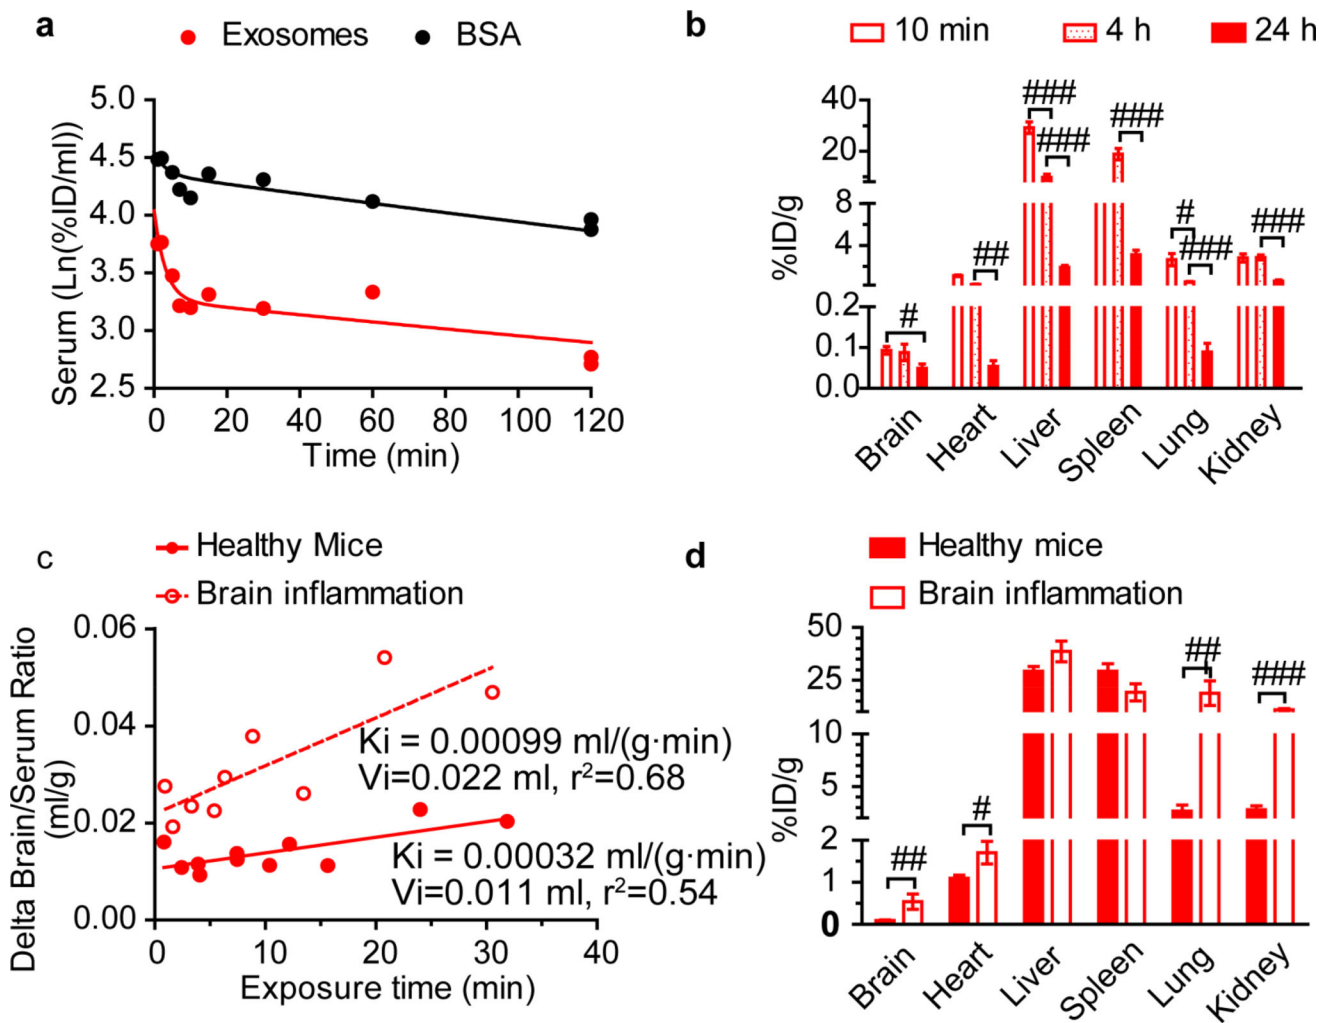 a
Exosomes BSA
5.0
4.5
4.0
3.5
3.0
2.5
Serum (Ln(%ID/ml))
0 20 40 60 80 100 120
Time (min)
b
10 min 4 h 24 h
40
20
8
4
0.2
0.1
0.0
%ID/g
# ## ### ### ### # ### ###
Brain Heart Liver Spleen Lung Kidney
c
Healthy Mice
Brain inflammation
0.06
0.04
0.02
0.00
Delta Brain/Serum Ratio
(ml/g)
Ki = 0.00099 ml/(g·min)
Vi=0.022 ml, r²=0.68
Ki = 0.00032 ml/(g·min)
Vi=0.011 ml, r²=0.54
0 10 20 30 40
Exposure time (min)
d
Healthy mice
Brain inflammation
50
25
10
5
2
1
0
%ID/g
## # ## ###
Brain Heart Liver Spleen Lung Kidney